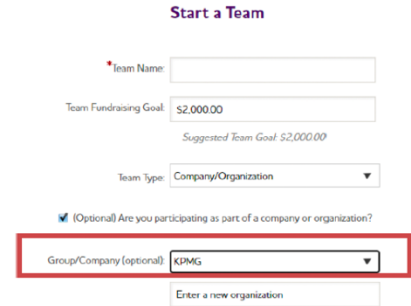 Start a Team
*Team Name:
Team Fundraising Goal: $2,000.00
Suggested Team Goal: $2,000.00
Team Type: Company/Organization
(Optional) Are you participating as part of a company or organization?
Group/Company (optional): KPMG
Enter a new organization